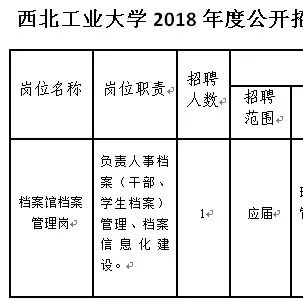 西北工业大学 2018 年度公开招
岗位名称
岗位职责
招聘
人数
招聘
范围
档案馆档案
管理岗
负责人事档
案（干部、
学生档案）
管理、档案
信息化建
设。
1
应届